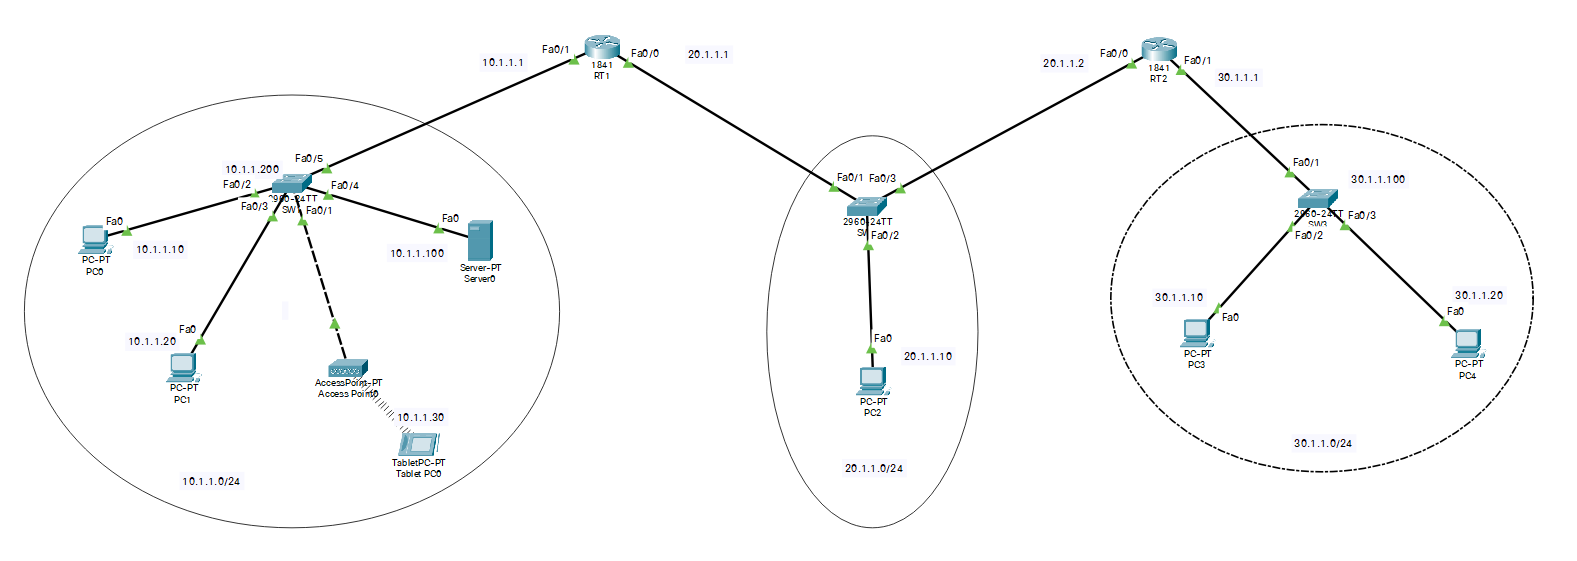 Fa0/1
Fa0/0
10.1.1.1
20.1.1.1
1841
RT1
Fa0/0
Fa0/1
20.1.1.2
30.1.1.1
1841
RT2
10.1.1.200
Fa0/5
Fa0/2
Fa0/4
2960-24TT
SW
Fa0/3
Fa0/1
Fa0
10.1.1.10
PC-PT
PC0
Fa0
10.1.1.100
Server-PT
Server0
10.1.1.20
Fa0
PC-PT
PC1
AccessPoint-PT
Access Point0
10.1.1.30
TabletPC-PT
Tablet PC0
10.1.1.0/24
Fa0/1
Fa0/3
2960-24TT
SW
Fa0/2
Fa0
20.1.1.10
PC-PT
PC2
20.1.1.0/24
Fa0/1
30.1.1.100
2960-24TT
SW3
Fa0/2
Fa0/3
30.1.1.10
Fa0
PC-PT
PC3
30.1.1.20
Fa0
PC-PT
PC4
30.1.1.0/24